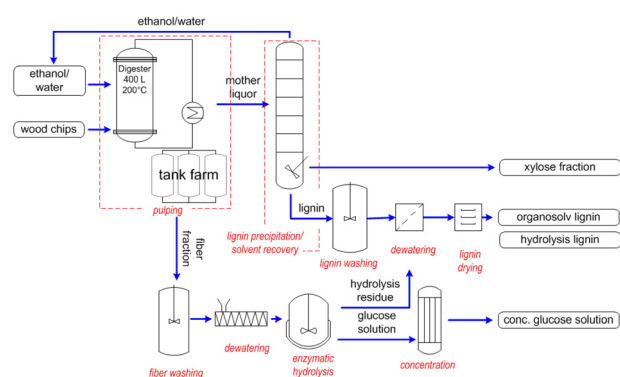 ethanol/water
ethanol/
water
Digester
400 L
200°C
mother
liquor
wood chips
tank farm
pulping
xylose fraction
lignin
lignin precipitation/
solvent recovery
lignin washing
dewatering
lignin
drying
organosolv lignin
hydrolysis lignin
fiber
fraction
hydrolysis
residue
glucose
solution
fiber washing
dewatering
enzymatic
hydrolysis
concentration
conc. glucose solution